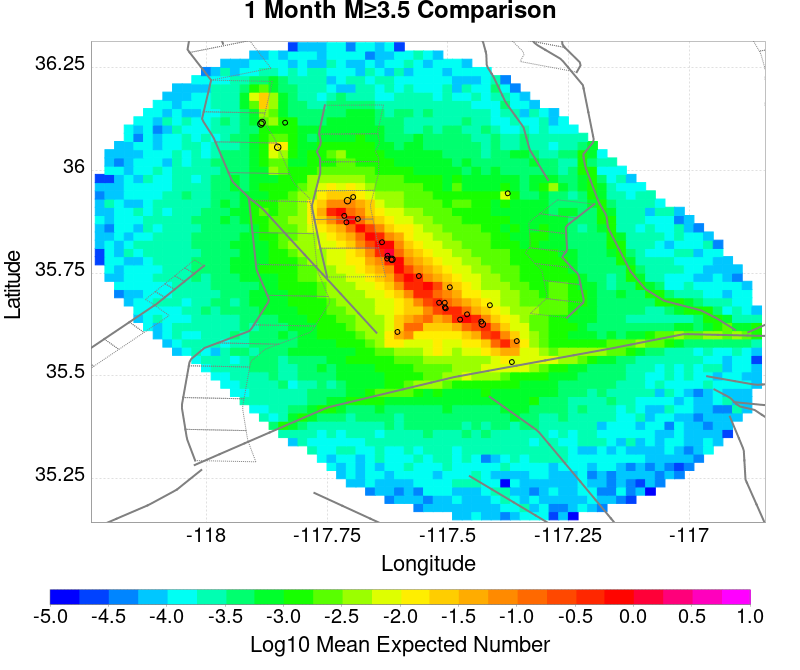 1 Month M≥3.5 Comparison
36.25
36
35.75
35.5
35.25
Latitude
-118 -117.75 -117.5 -117.25 -117
Longitude
-5.0 -4.5 -4.0 -3.5 -3.0 -2.5 -2.0 -1.5 -1.0 -0.5 0.0 0.5 1.0
Log10 Mean Expected Number